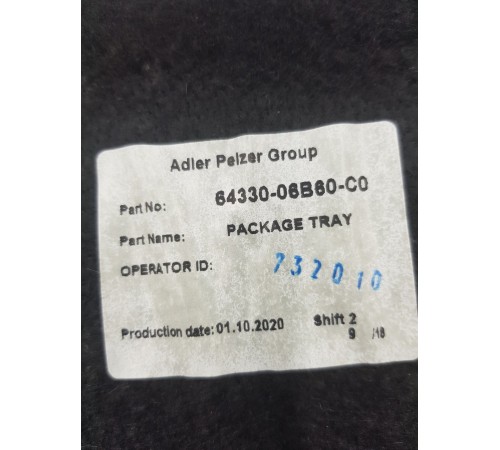 Adler Pelzer Group
Part No: 64330-06B60-C0
Part Name: PACKAGE TRAY
OPERATOR ID: 732010
Production date: 01.10.2020 Shift 2
9 /18